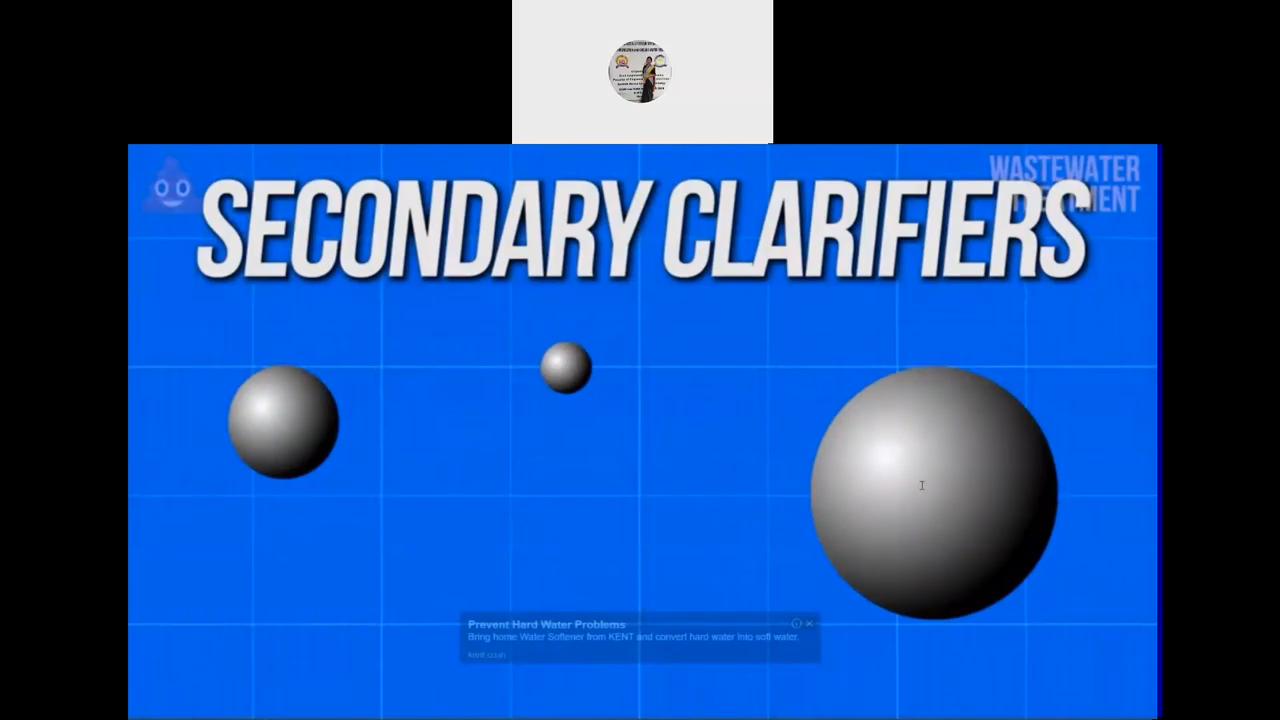 WASTEWATER
TREATMENT
SECONDARY CLARIFIERS
Prevent Hard Water Problems
Bring home Water Softener from KENT and convert hard water into soft water.